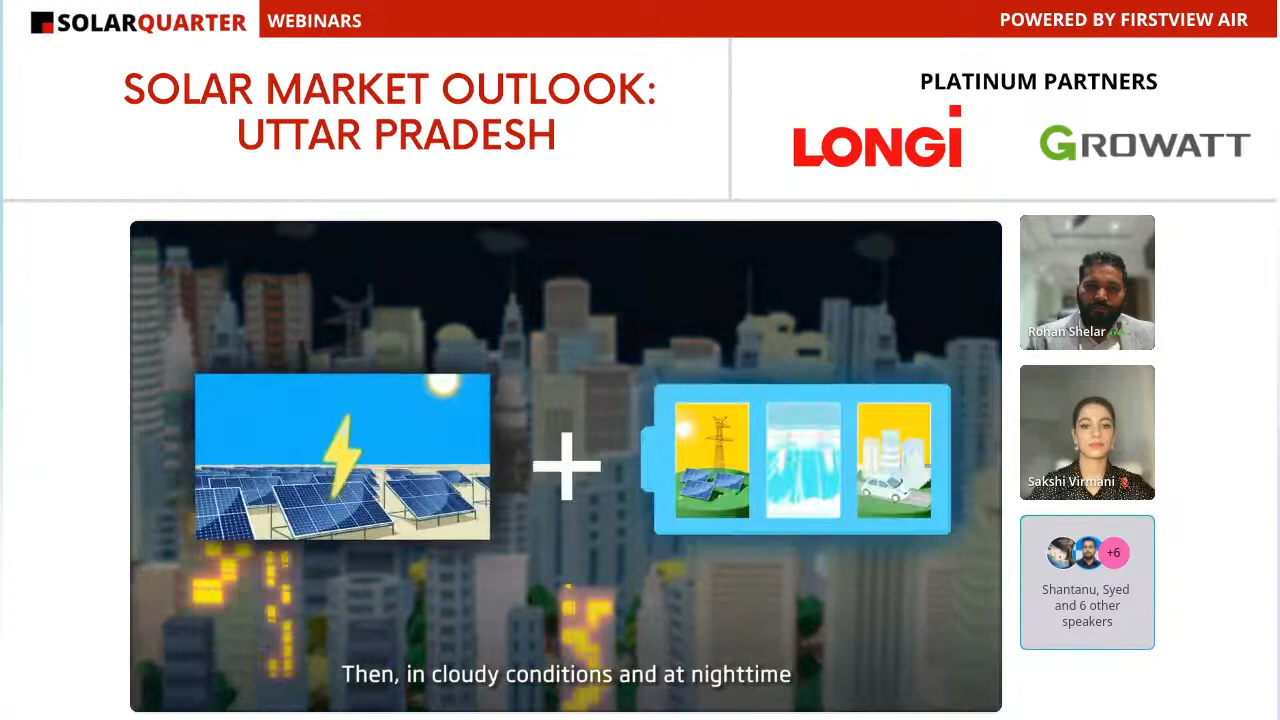 SOLARQUARTER WEBINARS
POWERED BY FIRSTVIEW AIR
SOLAR MARKET OUTLOOK:
UTTAR PRADESH
PLATINUM PARTNERS
LONGi
GROWATT
Rohan Shelar
Sakshi Virmani
+6
Shantanu, Syed
and 6 other
speakers
Then, in cloudy conditions and at nighttime